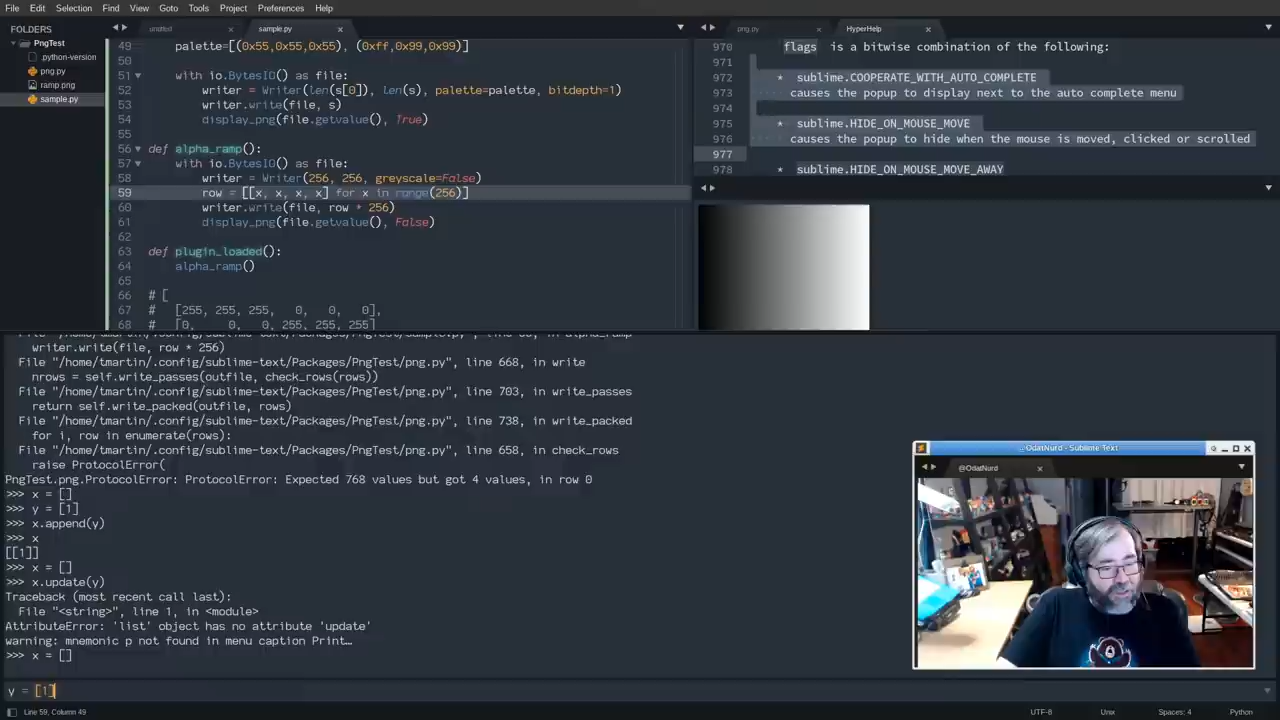 File Edit Selection Find View Goto Tools Project Preferences Help
FOLDERS
PngTest
.python-version
png.py
ramp.png
sample.py
untitled
sample.py
49 palette=[(0x55,0x55,0x55), (0xff,0x99,0x99)]
50
51 with io.BytesIO() as file:
52 writer = Writer(len(s[0]), len(s), palette=palette, bitdepth=1)
53 writer.write(file, s)
54 display_png(file.getvalue(), True)
55
56 def alpha_ramp():
57 with io.BytesIO() as file:
58 writer = Writer(256, 256, greyscale=False)
59 row = [[x, x, x, x] for x in range(256)]
60 writer.write(file, row * 256)
61 display_png(file.getvalue(), False)
62
63 def plugin_loaded():
64 alpha_ramp()
65
66 # [
67 # [255, 255, 255, 0, 0, 0],
68 # [0, 0, 0, 255, 255, 255]
png.py
HyperHelp
970 flags is a bitwise combination of the following:
971
972 * sublime.COOPERATE_WITH_AUTO_COMPLETE
973 causes the popup to display next to the auto complete menu
974
975 * sublime.HIDE_ON_MOUSE_MOVE
976 causes the popup to hide when the mouse is moved, clicked or scrolled
977
978 * sublime.HIDE_ON_MOUSE_MOVE_AWAY
writer.write(file, row * 256)
File "/home/tmartin/.config/sublime-text/Packages/PngTest/png.py", line 668, in write
nrows = self.write_passes(outfile, check_rows(rows))
File "/home/tmartin/.config/sublime-text/Packages/PngTest/png.py", line 703, in write_passes
return self.write_packed(outfile, rows)
File "/home/tmartin/.config/sublime-text/Packages/PngTest/png.py", line 738, in write_packed
for i, row in enumerate(rows):
File "/home/tmartin/.config/sublime-text/Packages/PngTest/png.py", line 658, in check_rows
raise ProtocolError(
PngTest.png.ProtocolError: ProtocolError: Expected 768 values but got 4 values, in row 0
>>> x = []
>>> y = [1]
>>> x.append(y)
>>> x
[[1]]
>>> x = []
>>> x.update(y)
Traceback (most recent call last):
File "<string>", line 1, in <module>
AttributeError: 'list' object has no attribute 'update'
warning: mnemonic p not found in menu caption Print…
>>> x = []
y = [1]
@OdatNurd - Sublime Text
@OdatNurd
Line 59, Column 49
UTF-8
Unix
Spaces: 4
Python